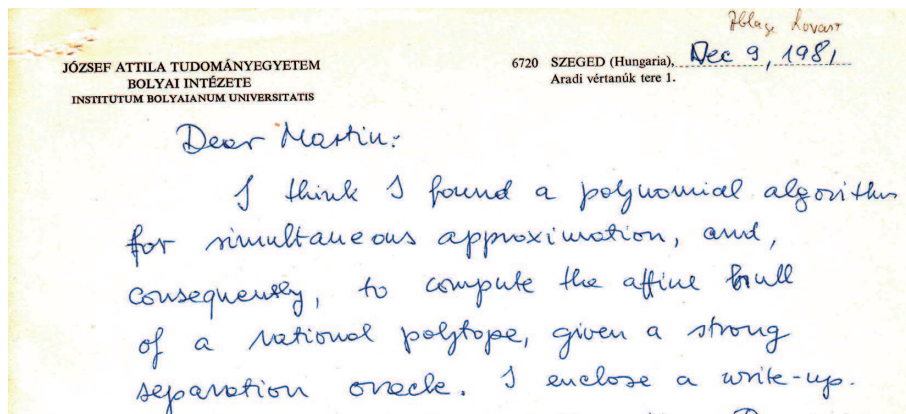 Ablage Lovász
JÓZSEF ATTILA TUDOMÁNYEGYETEM
BOLYAI INTÉZETE
INSTITUTUM BOLYAIANUM UNIVERSITATIS
6720 SZEGED (Hungaria), Dec 9, 1981
Aradi vértanúk tere 1.
Dear Martin:
I think I found a polynomial algorithm
for simultaneous approximation, and,
consequently, to compute the affine hull
of a rational polytope, given a strong
separation oracle. I enclose a write-up.